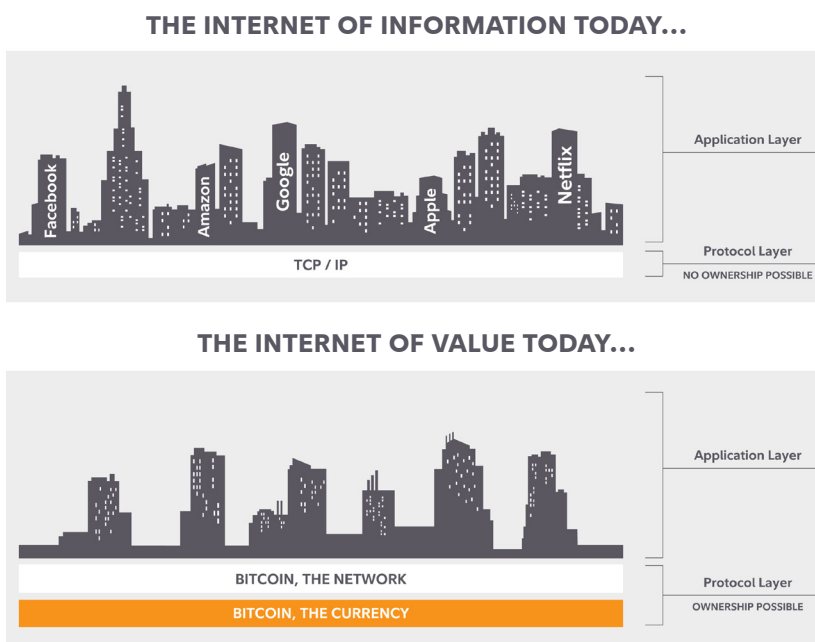 THE INTERNET OF INFORMATION TODAY...
Facebook
Amazon
Google
Apple
Netflix
Application Layer
TCP / IP
Protocol Layer
NO OWNERSHIP POSSIBLE
THE INTERNET OF VALUE TODAY...
Application Layer
BITCOIN, THE NETWORK
BITCOIN, THE CURRENCY
Protocol Layer
OWNERSHIP POSSIBLE